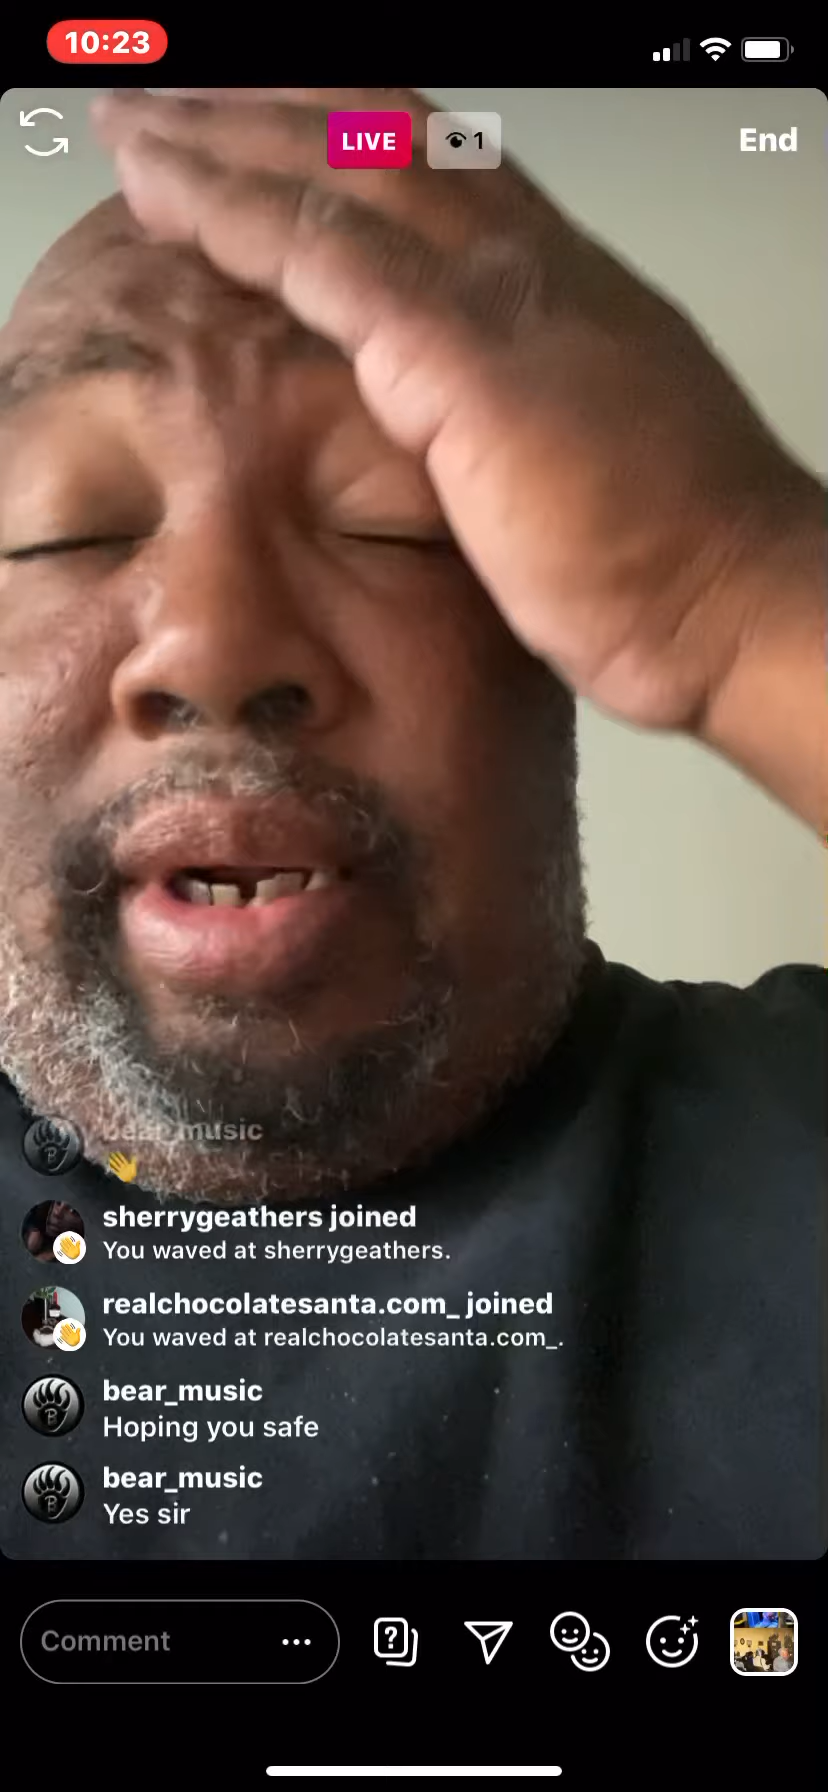 10:23
LIVE
1
End
bear_music
👋
sherrygeathers joined
You waved at sherrygeathers.
realchocolatesanta.com_ joined
You waved at realchocolatesanta.com_.
bear_music
Hoping you safe
bear_music
Yes sir
Comment